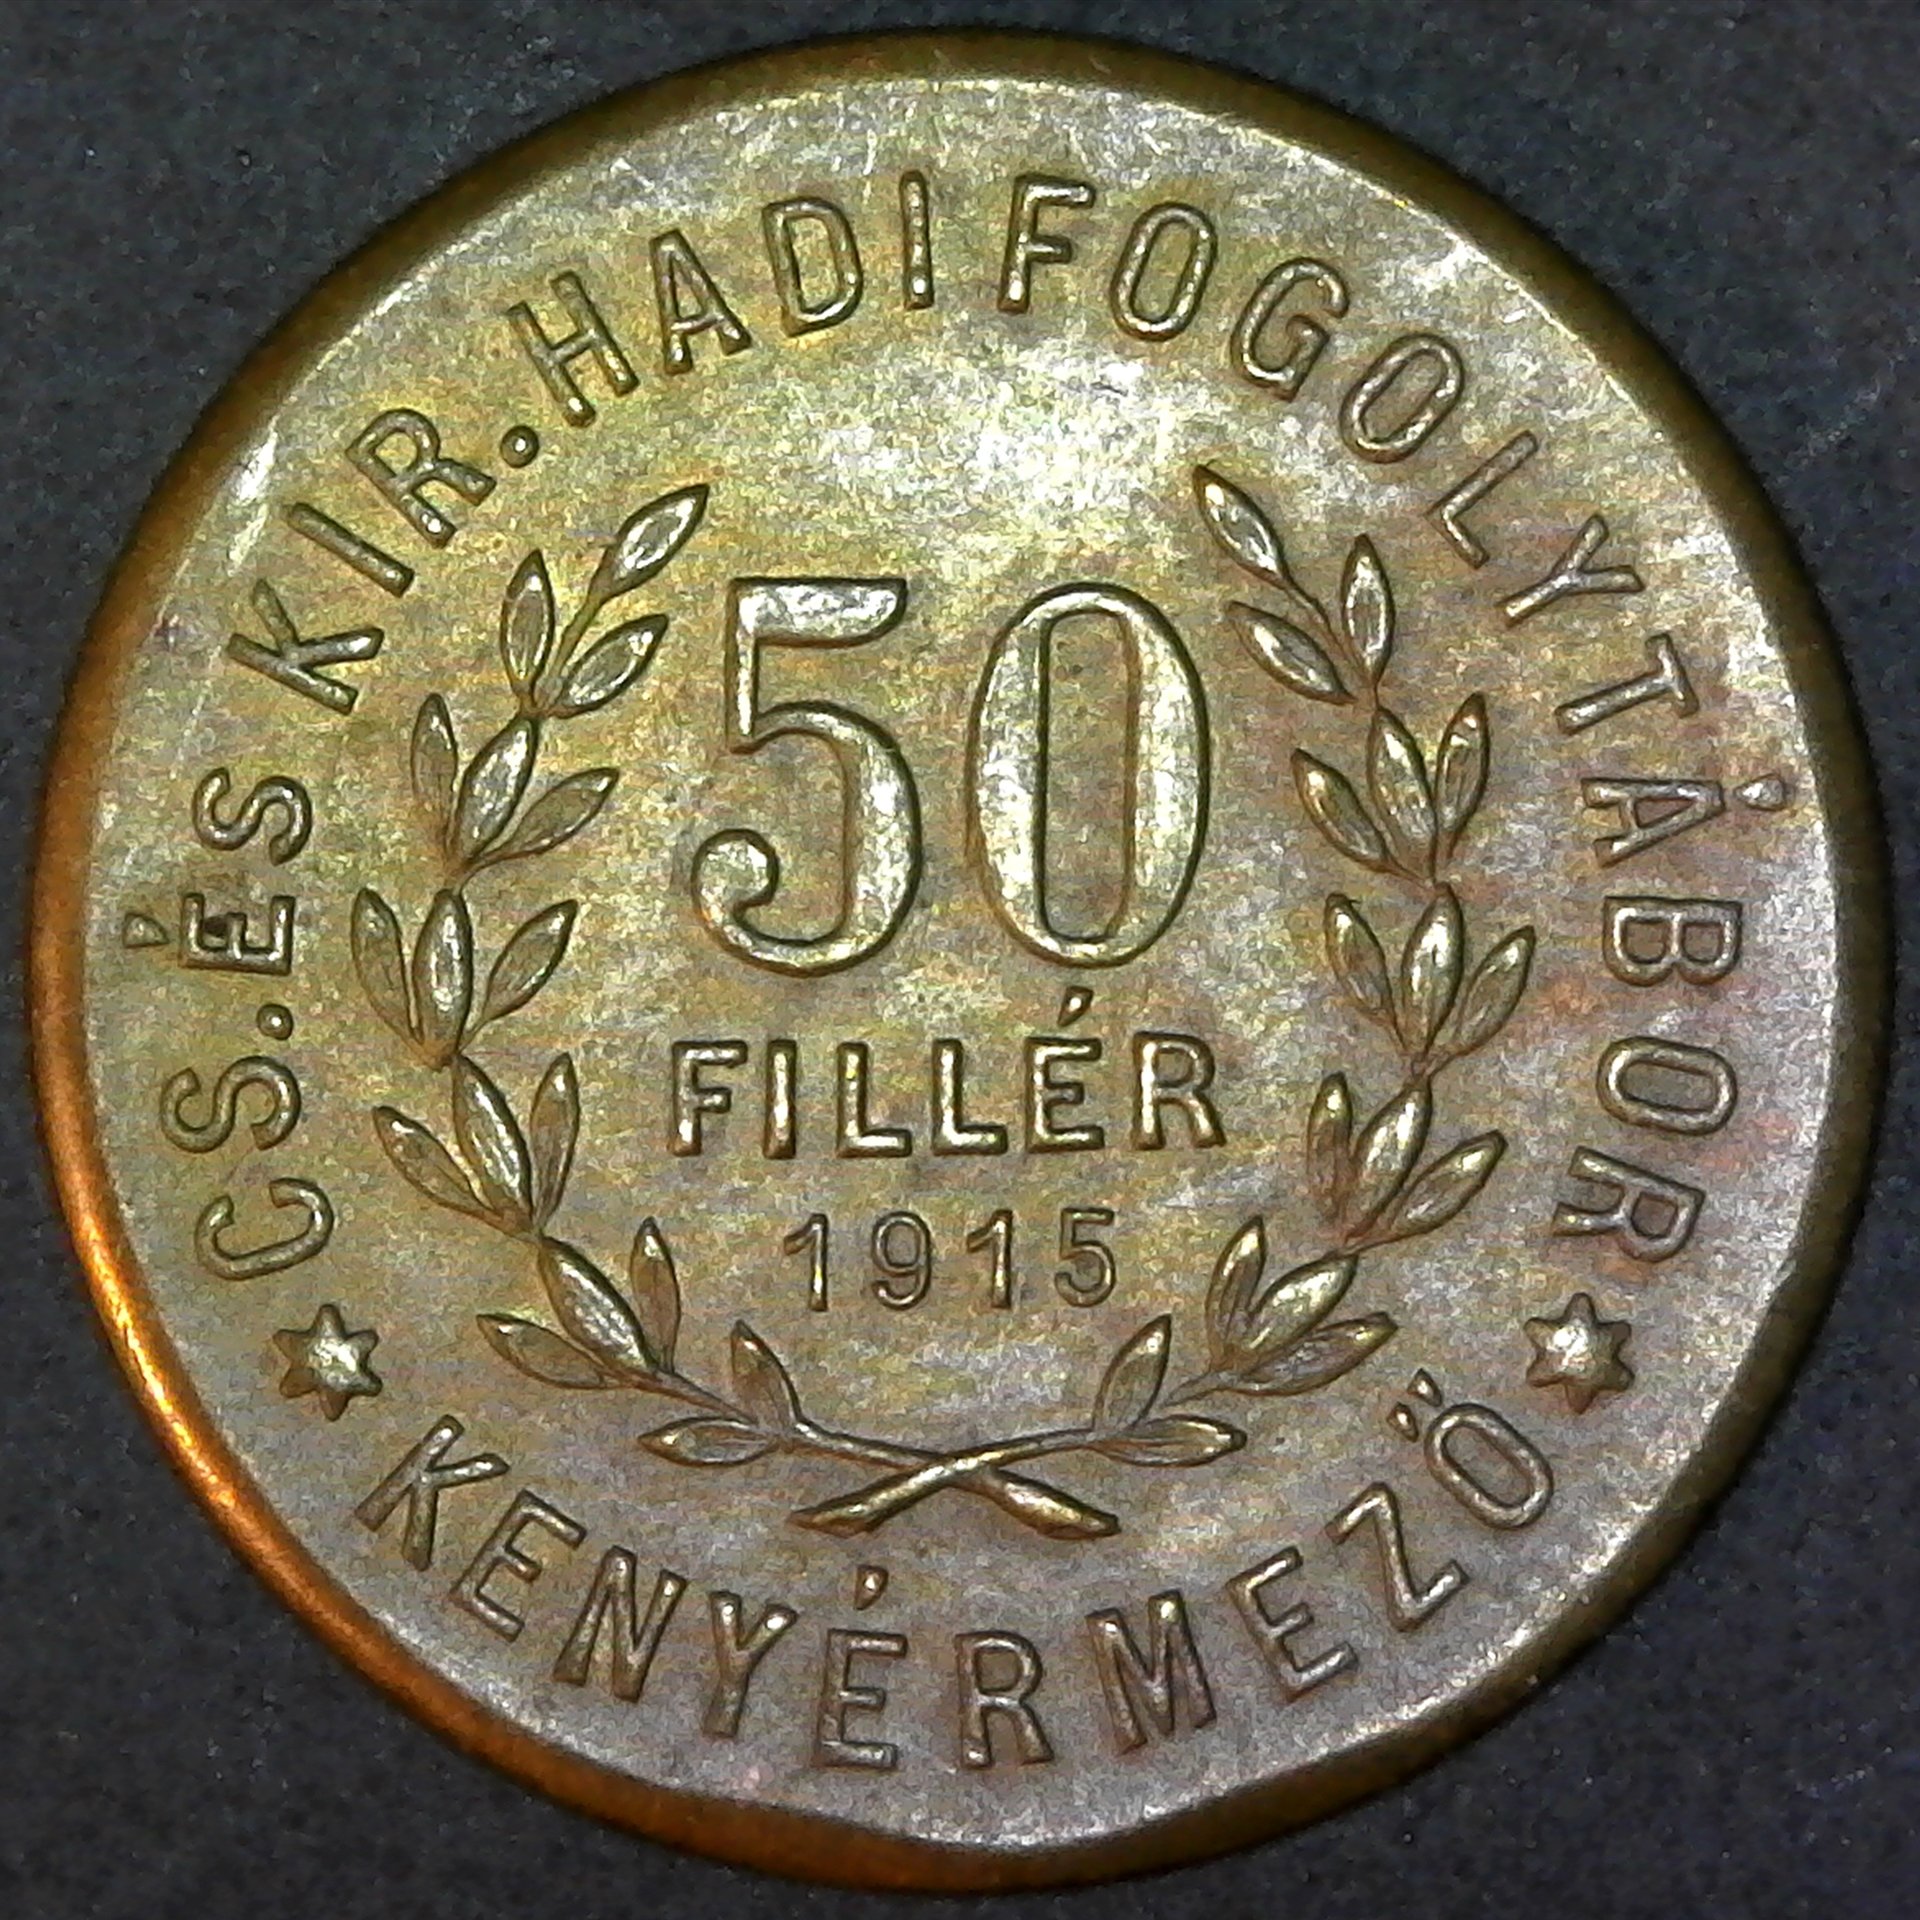 CS. ÉS KIR. HADIFOGOLYTÁBOR
50
FILLÉR
1915
KENYÉRMEZŐ